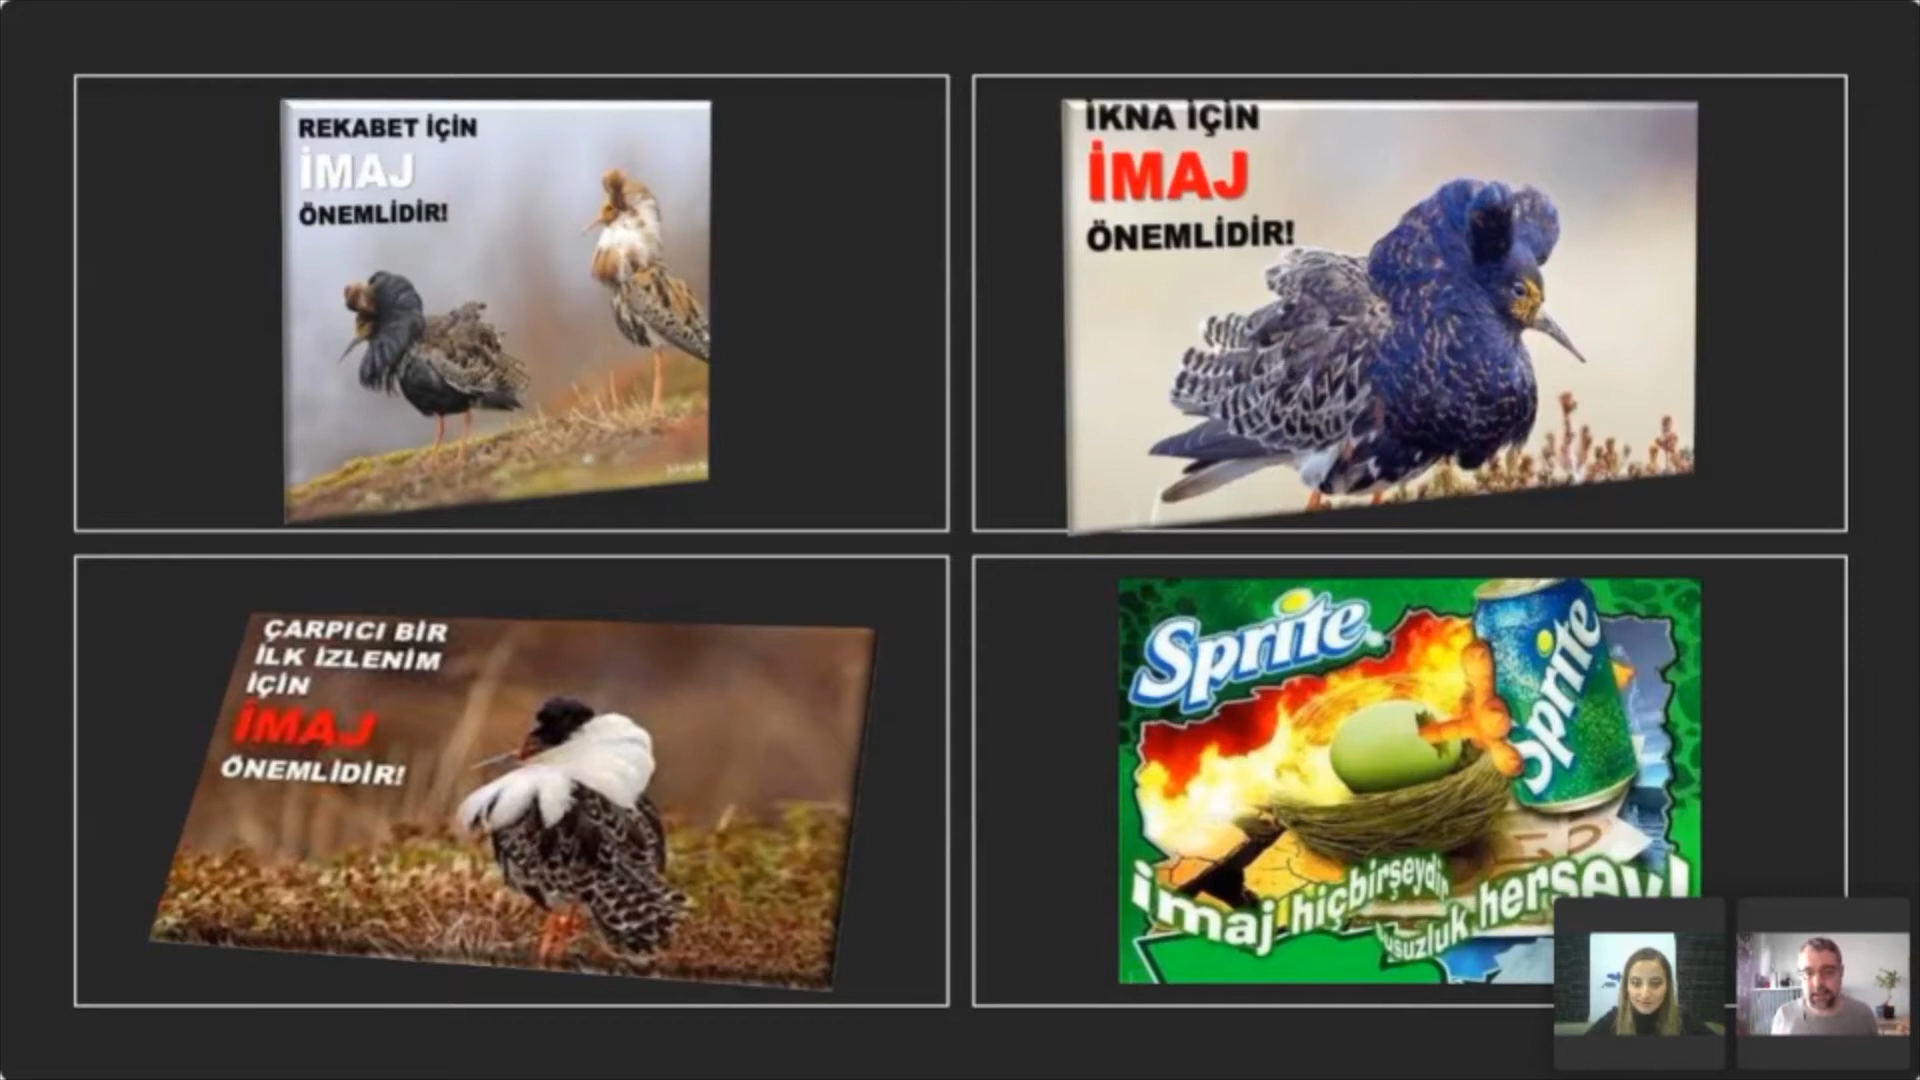 REKABET İÇİN
İMAJ
ÖNEMLİDİR!
İKNA İÇİN
İMAJ
ÖNEMLİDİR!
ÇARPICI BİR
İLK İZLENİM
İÇİN
İMAJ
ÖNEMLİDİR!
Sprite
Sprite
imaj hiçbirşeydir
susuzluk herşey!